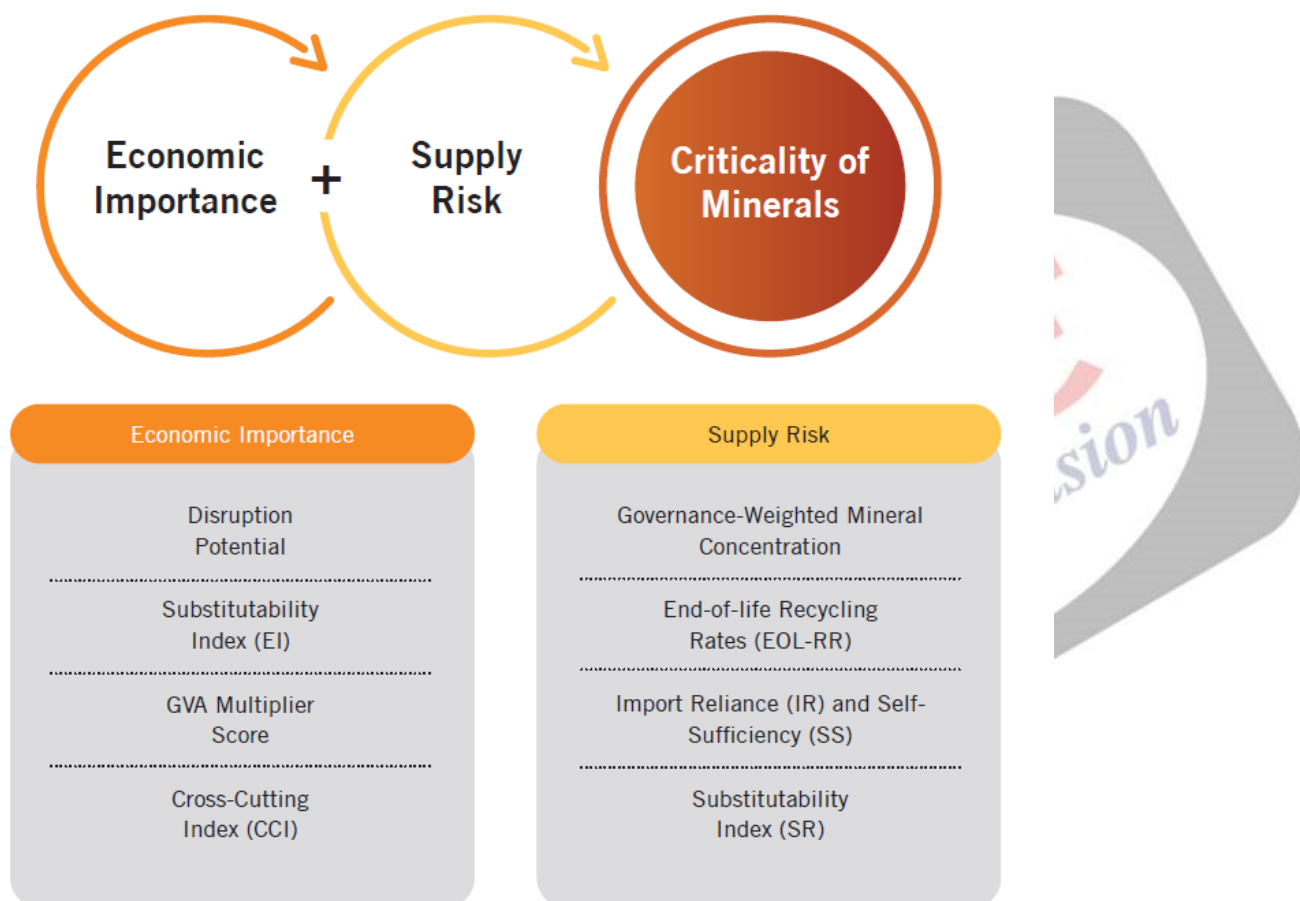 Economic
Importance
+
Supply
Risk
Criticality of
Minerals
Economic Importance
Disruption
Potential
Substitutability
Index (EI)
GVA Multiplier
Score
Cross-Cutting
Index (CCI)
Supply Risk
Governance-Weighted Mineral
Concentration
End-of-life Recycling
Rates (EOL-RR)
Import Reliance (IR) and Self-
Sufficiency (SS)
Substitutability
Index (SR)